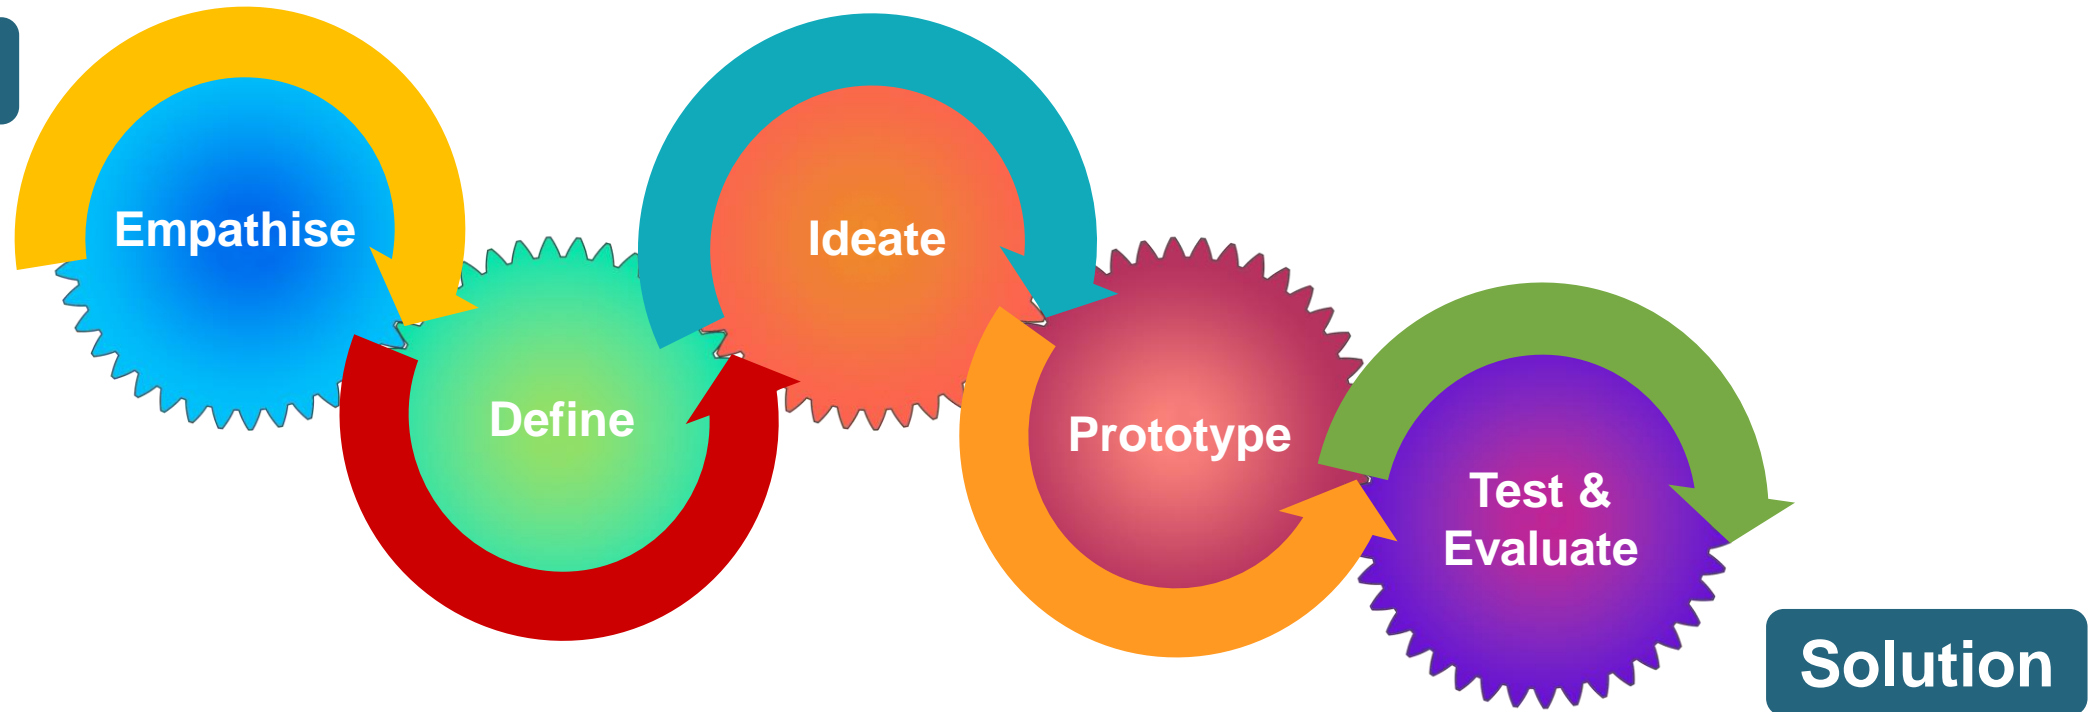 Empathise
Define
Ideate
Prototype
Test &
Evaluate
Solution